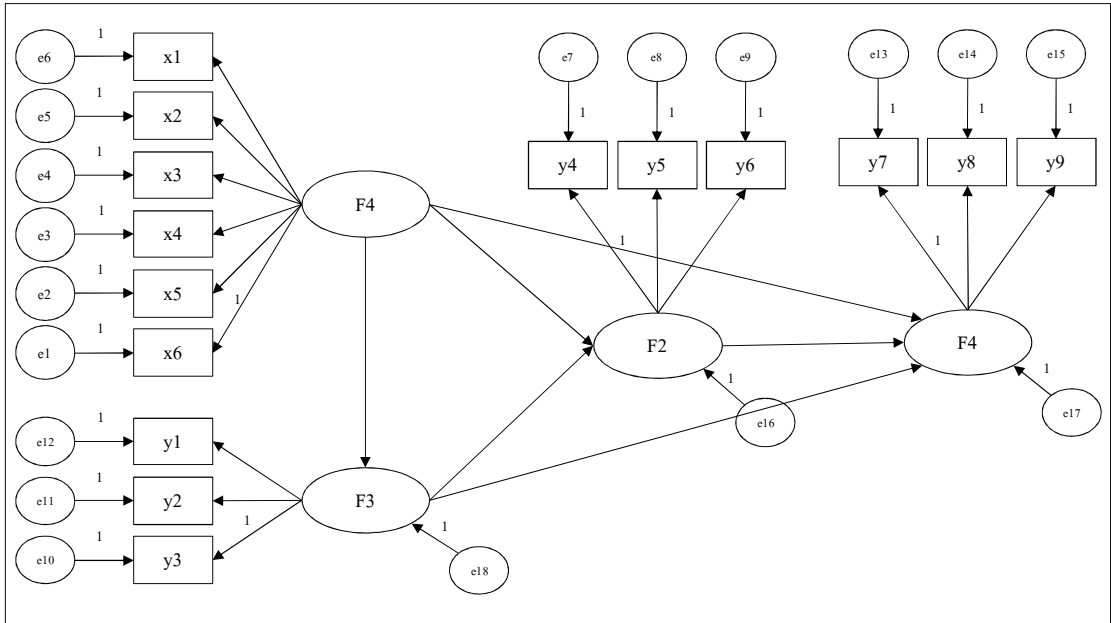 e6 1 x1
e5 1 x2
e4 1 x3
e3 1 x4
e2 1 x5
e1 1 x6
1
F4
e7 e8 e9
1 1 1
y4 y5 y6
1
F2
1
e16
e13 e14 e15
1 1 1
y7 y8 y9
1
F4
1
e17
e12 1 y1
e11 1 y2
e10 1 y3
1
F3
1
e18